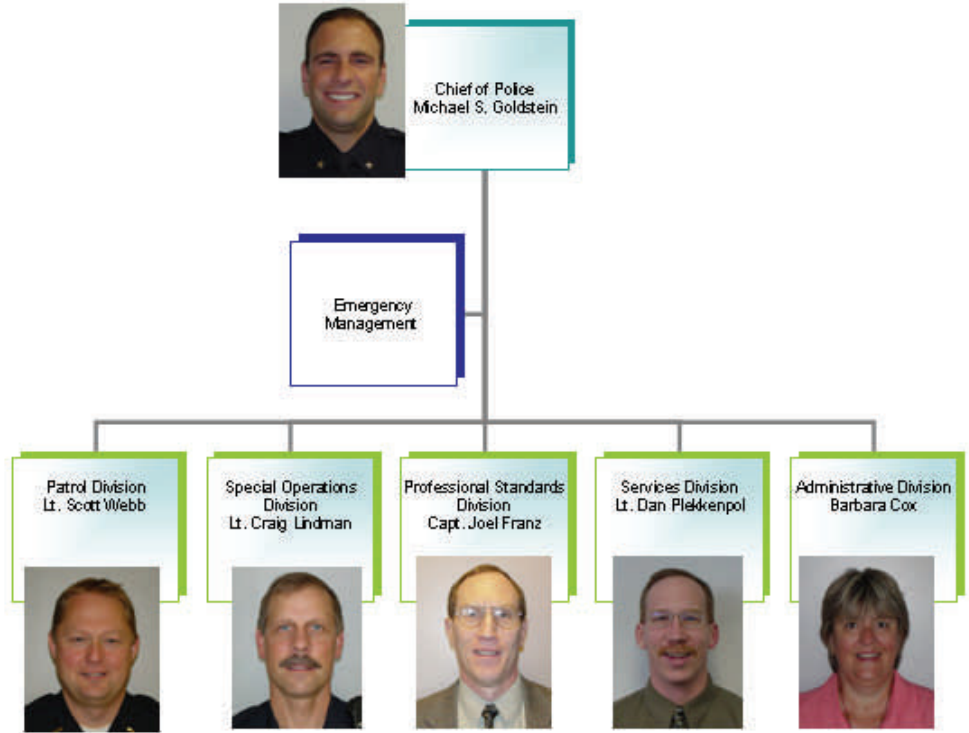 Chief of Police
Michael S. Goldstein
Emergency
Management
Patrol Division
Lt. Scott Webb
Special Operations
Division
Lt. Craig Lindman
Professional Standards
Division
Capt. Joel Franz
Services Division
Lt. Dan Plekkenpol
Administrative Division
Barbara Cox